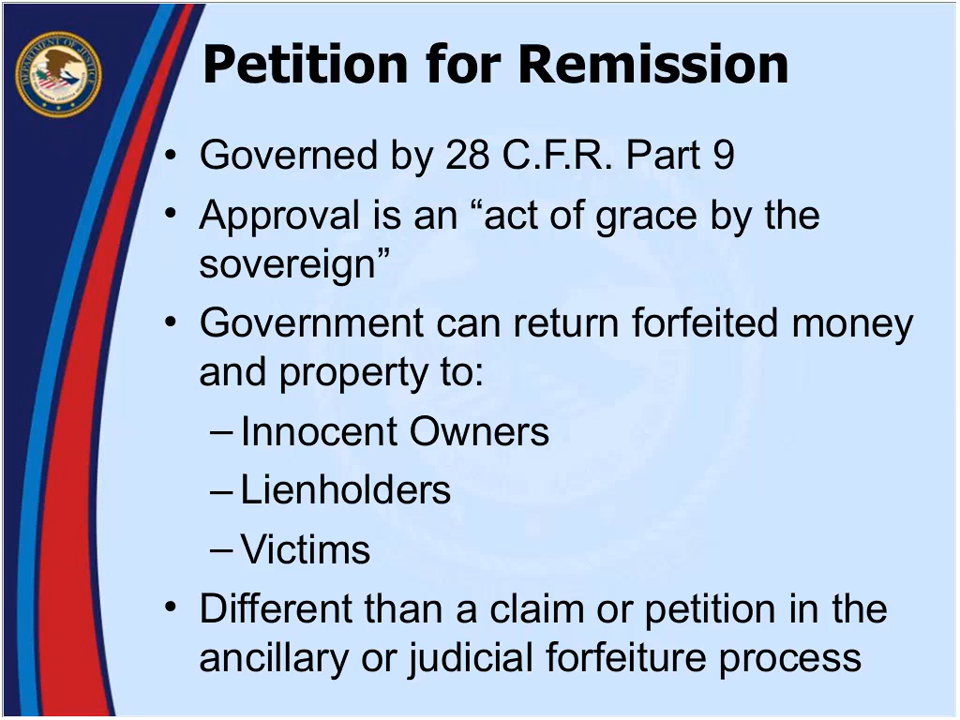 Petition for Remission
• Governed by 28 C.F.R. Part 9
• Approval is an “act of grace by the
sovereign”
• Government can return forfeited money
and property to:
– Innocent Owners
– Lienholders
– Victims
• Different than a claim or petition in the
ancillary or judicial forfeiture process